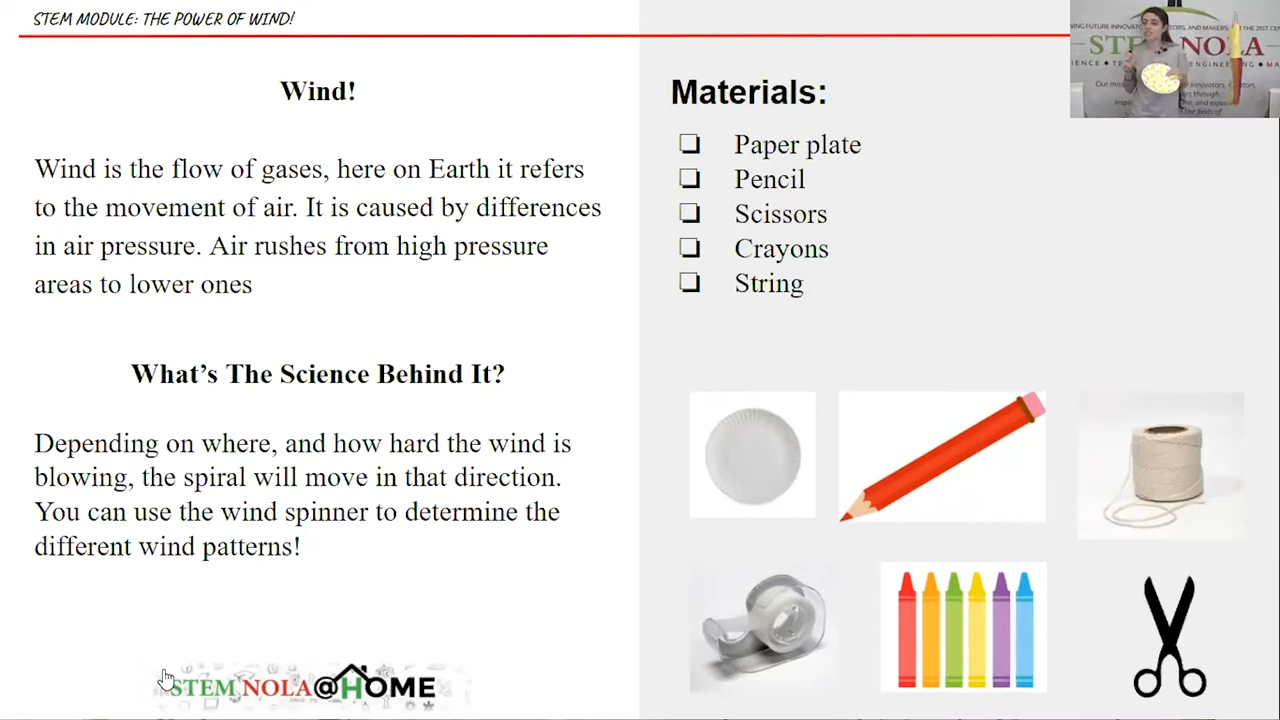 STEM MODULE: THE POWER OF WIND!
Wind!
Wind is the flow of gases, here on Earth it refers
to the movement of air. It is caused by differences
in air pressure. Air rushes from high pressure
areas to lower ones
What’s The Science Behind It?
Depending on where, and how hard the wind is
blowing, the spiral will move in that direction.
You can use the wind spinner to determine the
different wind patterns!
STEM NOLA@HOME
Materials:
❏ Paper plate
❏ Pencil
❏ Scissors
❏ Crayons
❏ String
NOLA
ENGINEERING • MA